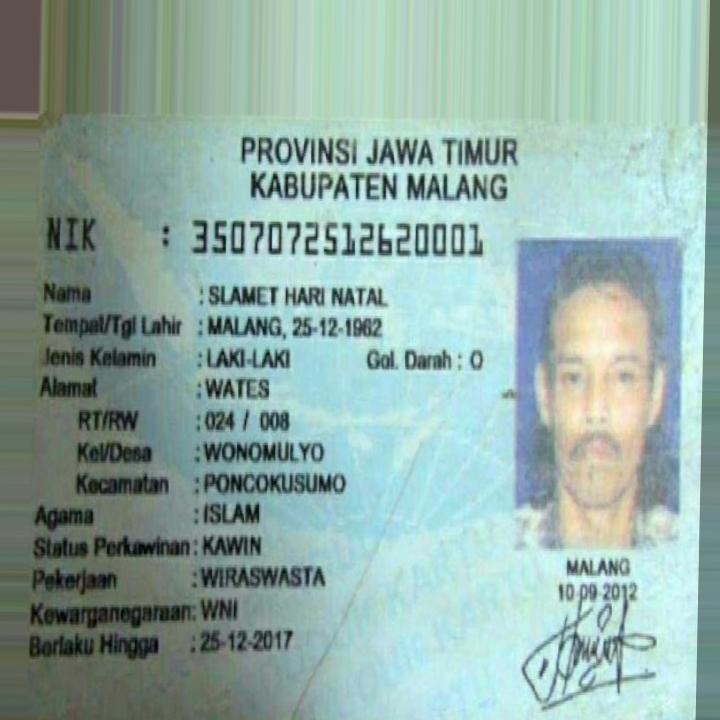 PROVINSI JAWA TIMUR
KABUPATEN MALANG
NIK : 3507072512620001
Nama : SLAMET HARI NATAL
Tempat/Tgl Lahir : MALANG, 25-12-1962
Jenis Kelamin : LAKI-LAKI Gol. Darah : O
Alamat : WATES
RT/RW : 024 / 008
Kel/Desa : WONOMULYO
Kecamatan : PONCOKUSUMO
Agama : ISLAM
Status Perkawinan : KAWIN
Pekerjaan : WIRASWASTA
Kewarganegaraan : WNI
Berlaku Hingga : 25-12-2017
MALANG
10-09-2012